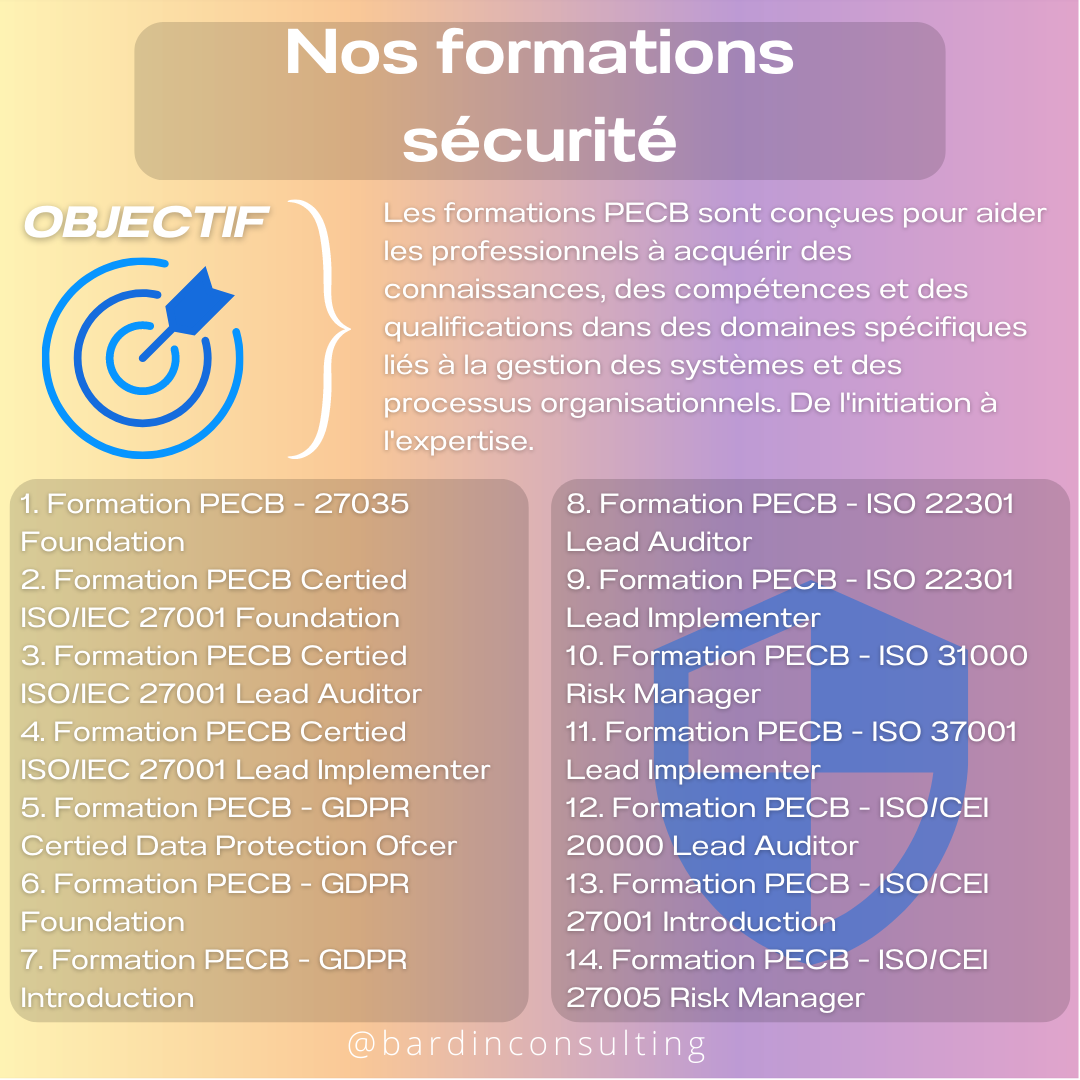 Nos formations
sécurité
OBJECTIF
Les formations PECB sont conçues pour aider
les professionnels à acquérir des
connaissances, des compétences et des
qualifications dans des domaines spécifiques
liés à la gestion des systèmes et des
processus organisationnels. De l'initiation à
l'expertise.
1. Formation PECB - 27035
Foundation
2. Formation PECB Certied
ISO/IEC 27001 Foundation
3. Formation PECB Certied
ISO/IEC 27001 Lead Auditor
4. Formation PECB Certied
ISO/IEC 27001 Lead Implementer
5. Formation PECB - GDPR
Certied Data Protection Ofcer
6. Formation PECB - GDPR
Foundation
7. Formation PECB - GDPR
Introduction
8. Formation PECB - ISO 22301
Lead Auditor
9. Formation PECB - ISO 22301
Lead Implementer
10. Formation PECB - ISO 31000
Risk Manager
11. Formation PECB - ISO 37001
Lead Implementer
12. Formation PECB - ISO/CEI
20000 Lead Auditor
13. Formation PECB - ISO/CEI
27001 Introduction
14. Formation PECB - ISO/CEI
27005 Risk Manager
@bardinconsulting